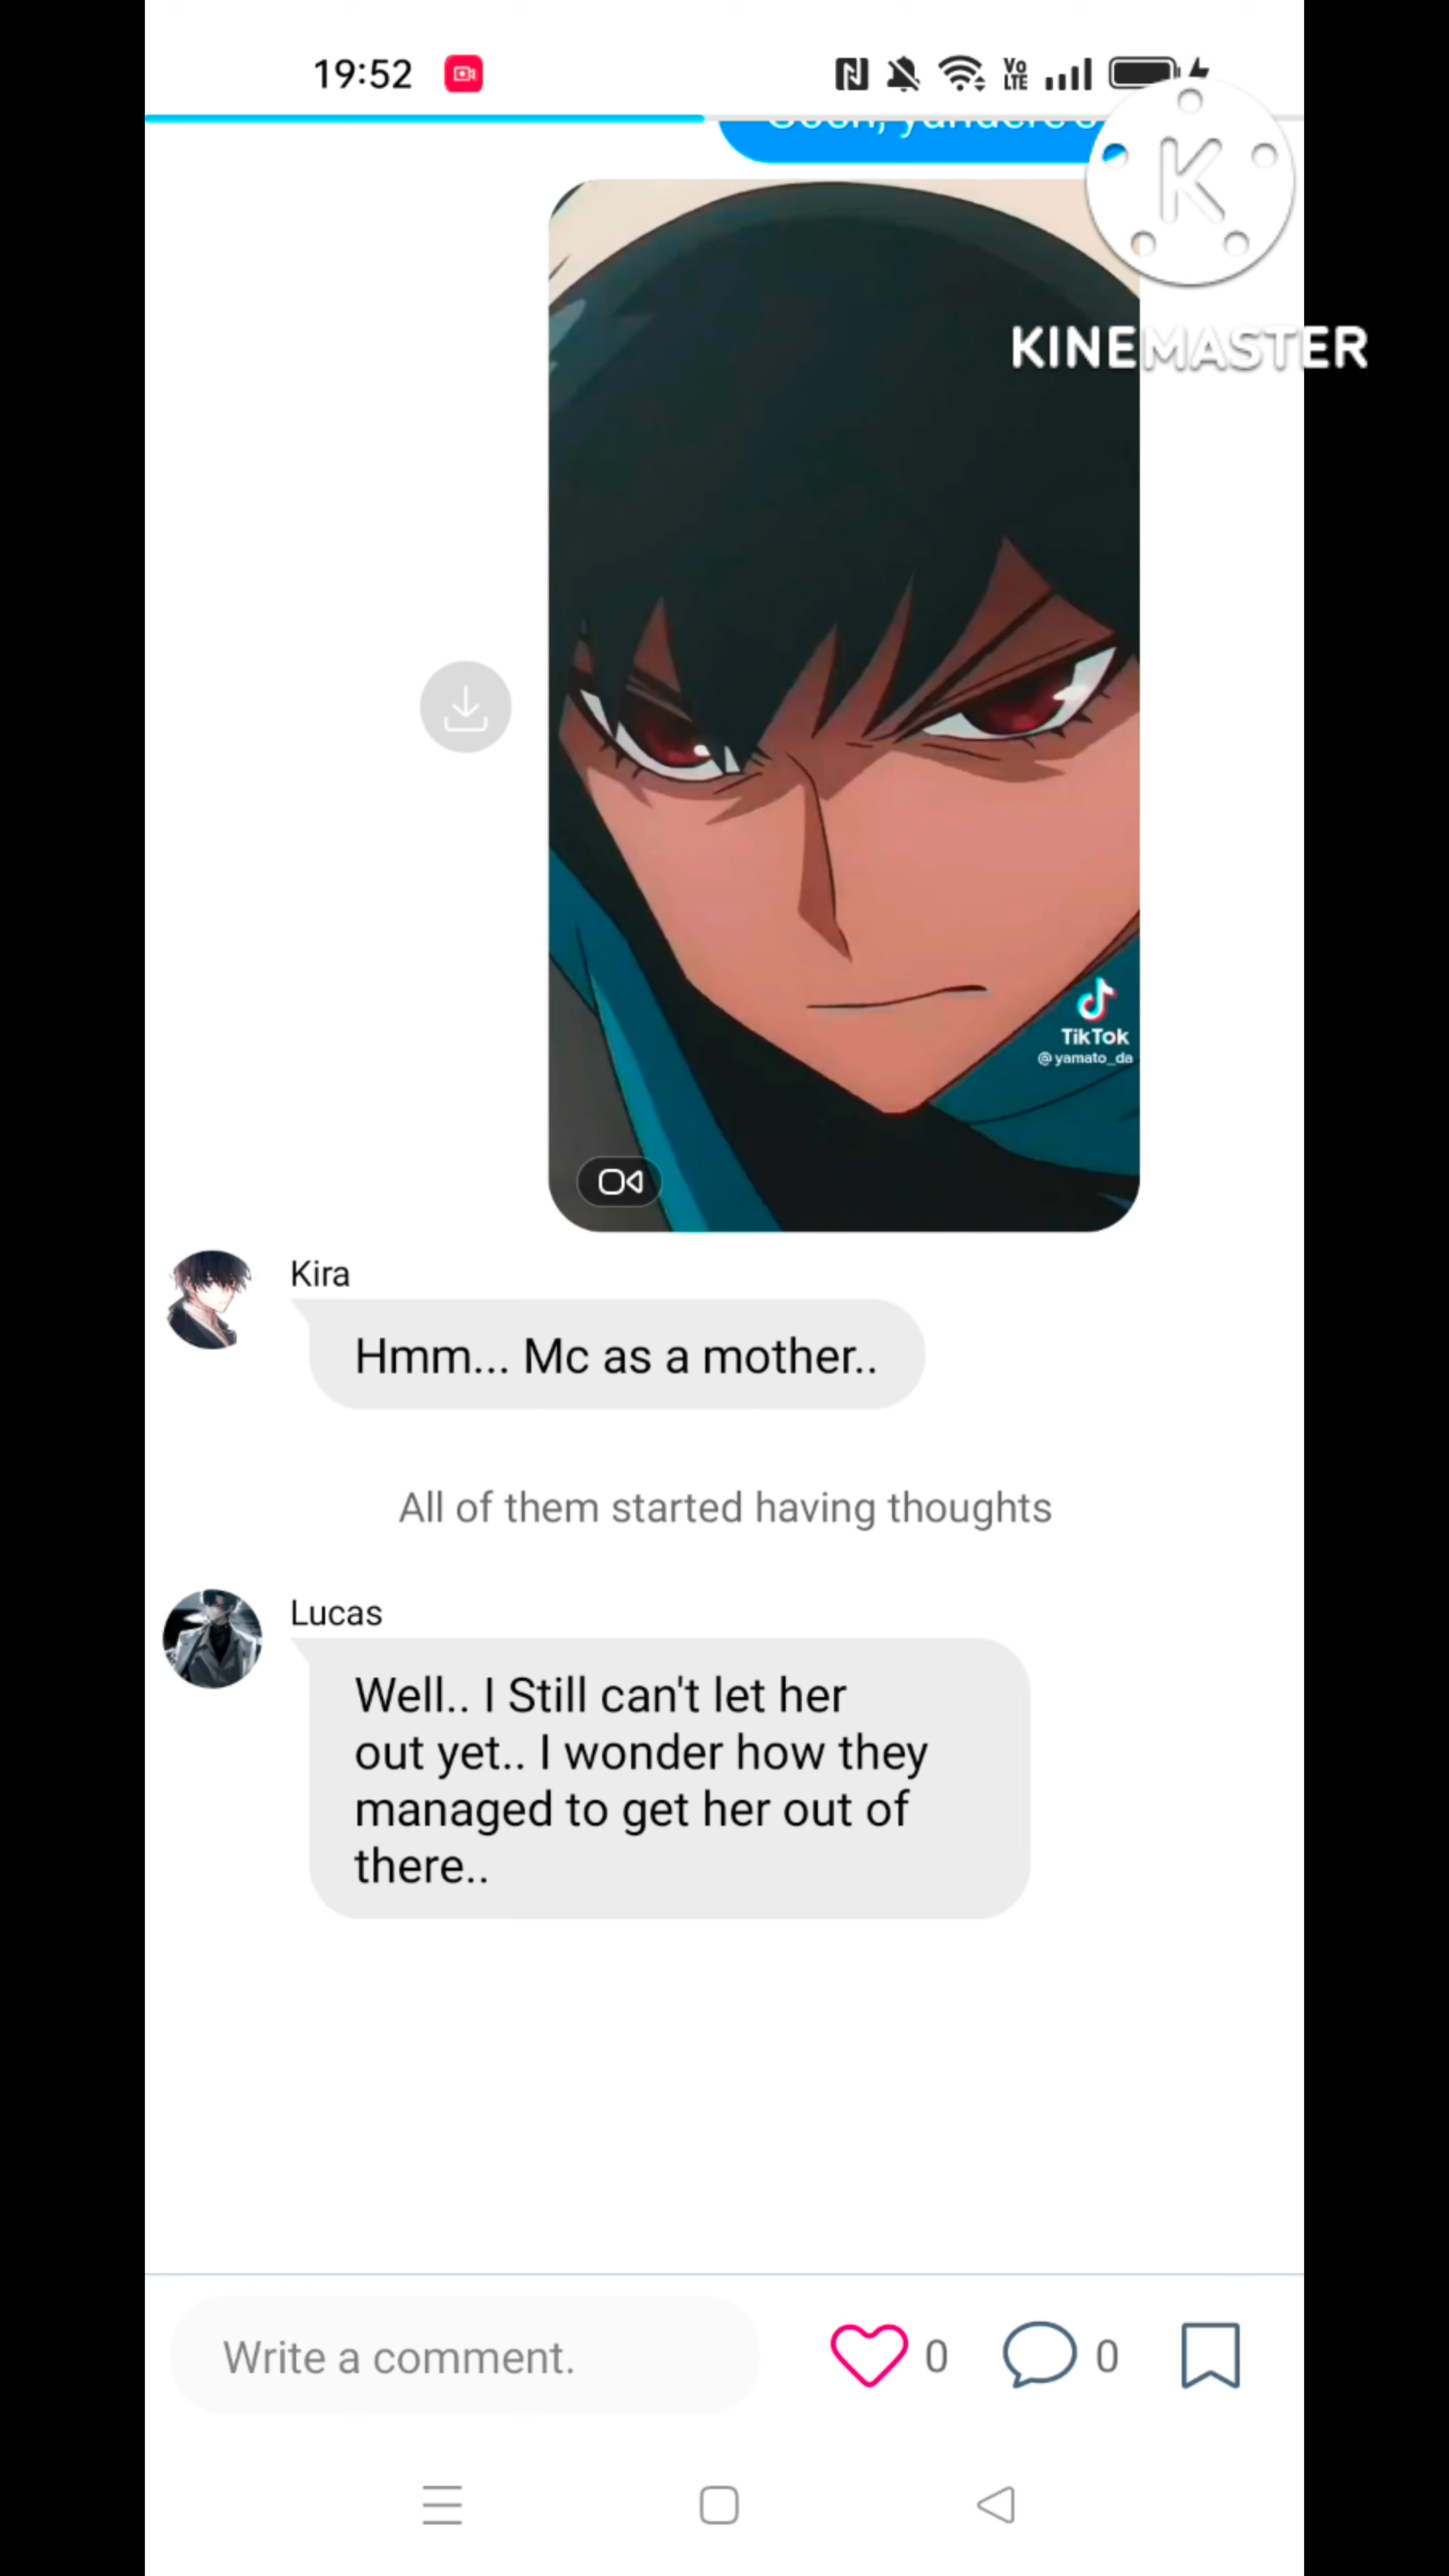 19:52
Vo
LTE
K
KINEMASTER
TikTok
@yamato_da
Kira
Hmm... Mc as a mother..
All of them started having thoughts
Lucas
Well.. I Still can't let her
out yet.. I wonder how they
managed to get her out of
there..
Write a comment.
0
0